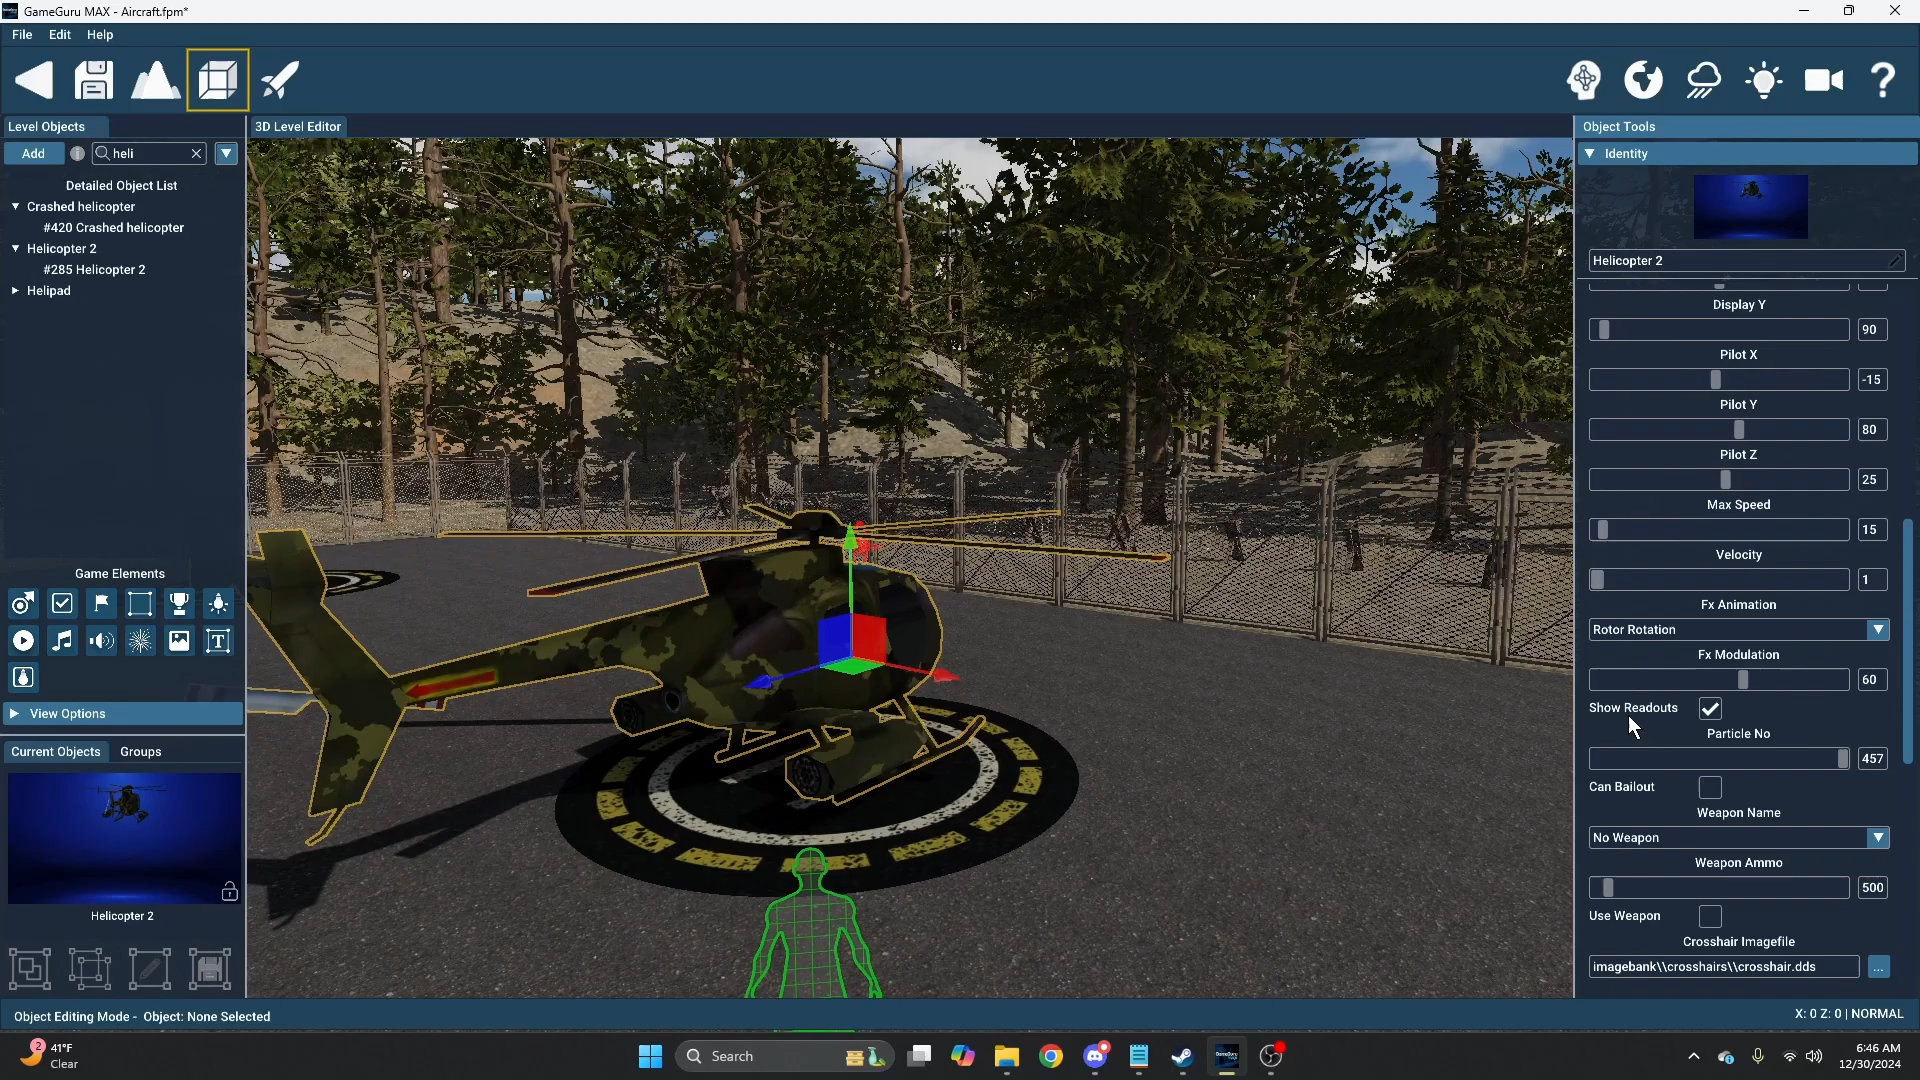 GameGuru MAX - Aircraft.fpm*
File Edit Help
Level Objects
Add
heli
Detailed Object List
Crashed helicopter
#420 Crashed helicopter
Helicopter 2
#285 Helicopter 2
Helipad
Game Elements
View Options
Current Objects Groups
Helicopter 2
3D Level Editor
Object Tools
Identity
Helicopter 2
Display Y
90
Pilot X
-15
Pilot Y
80
Pilot Z
25
Max Speed
15
Velocity
1
Fx Animation
Rotor Rotation
Fx Modulation
60
Show Readouts
Particle No
457
Can Bailout
Weapon Name
No Weapon
Weapon Ammo
500
Use Weapon
Crosshair Imagefile
imagebank\\crosshairs\\crosshair.dds ...
Object Editing Mode - Object: None Selected
X: 0 Z: 0 | NORMAL
2
41°F
Clear
Search
6:46 AM
12/30/2024